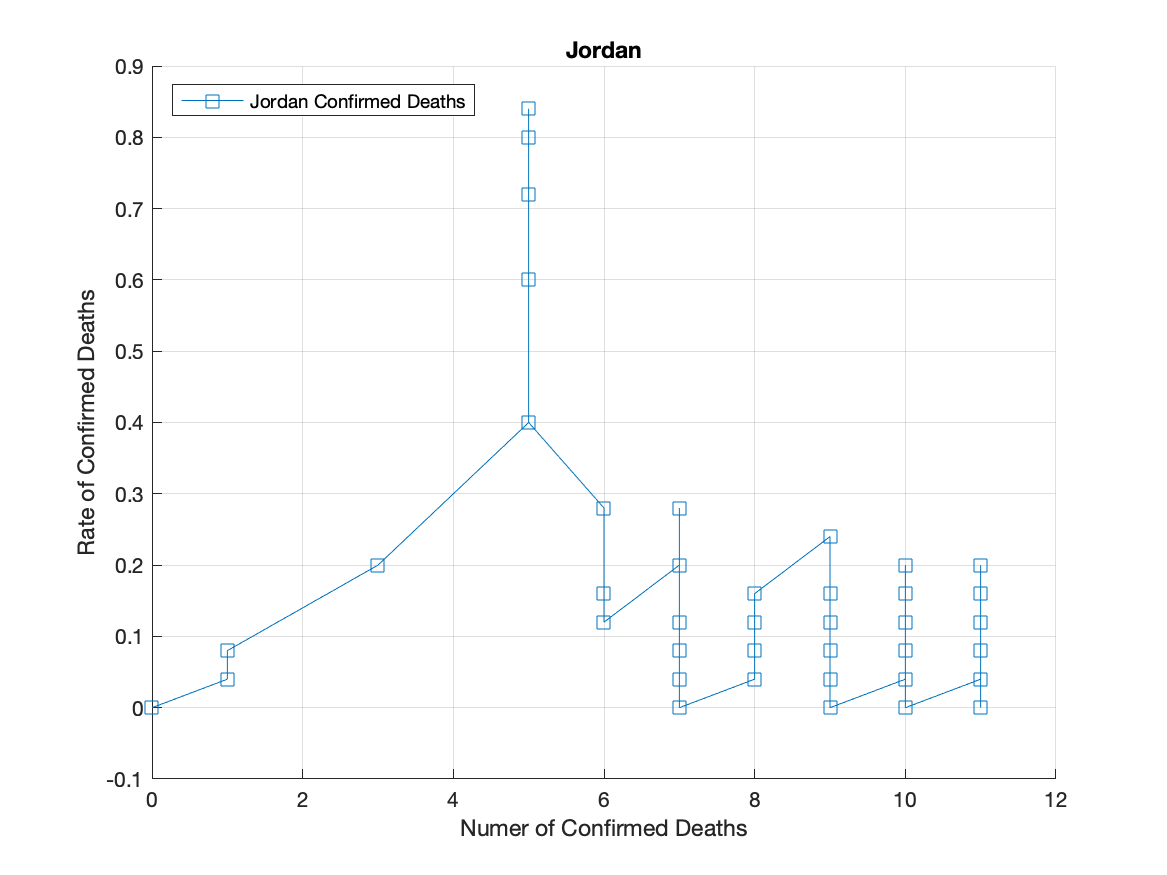 Jordan
Jordan Confirmed Deaths
Rate of Confirmed Deaths
0.9
0.8
0.7
0.6
0.5
0.4
0.3
0.2
0.1
0
-0.1
0 2 4 6 8 10 12
Numer of Confirmed Deaths